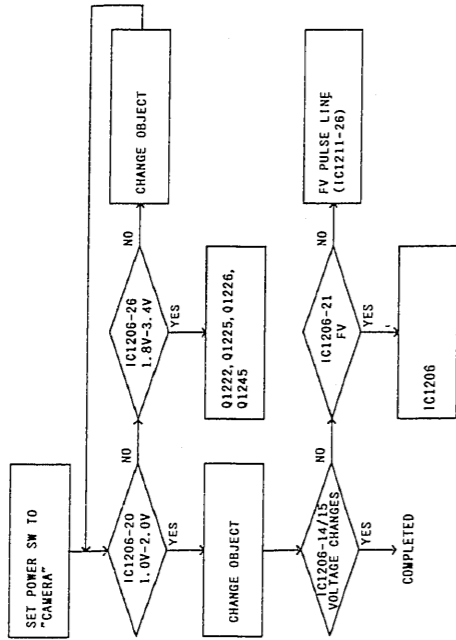 SET POWER SW TO
"CAMERA"
IC1206-20
1.0V-2.0V
NO
YES
IC1206-26
1.8V-3.4V
NO
YES
CHANGE OBJECT
Q1222, Q1225, Q1226,
Q1245
CHANGE OBJECT
IC1206-14/15
VOLTAGE CHANGES
NO
YES
COMPLETED
IC1206-21
FV
NO
YES
FV PULSE LINE
(IC1211-26)
IC1206